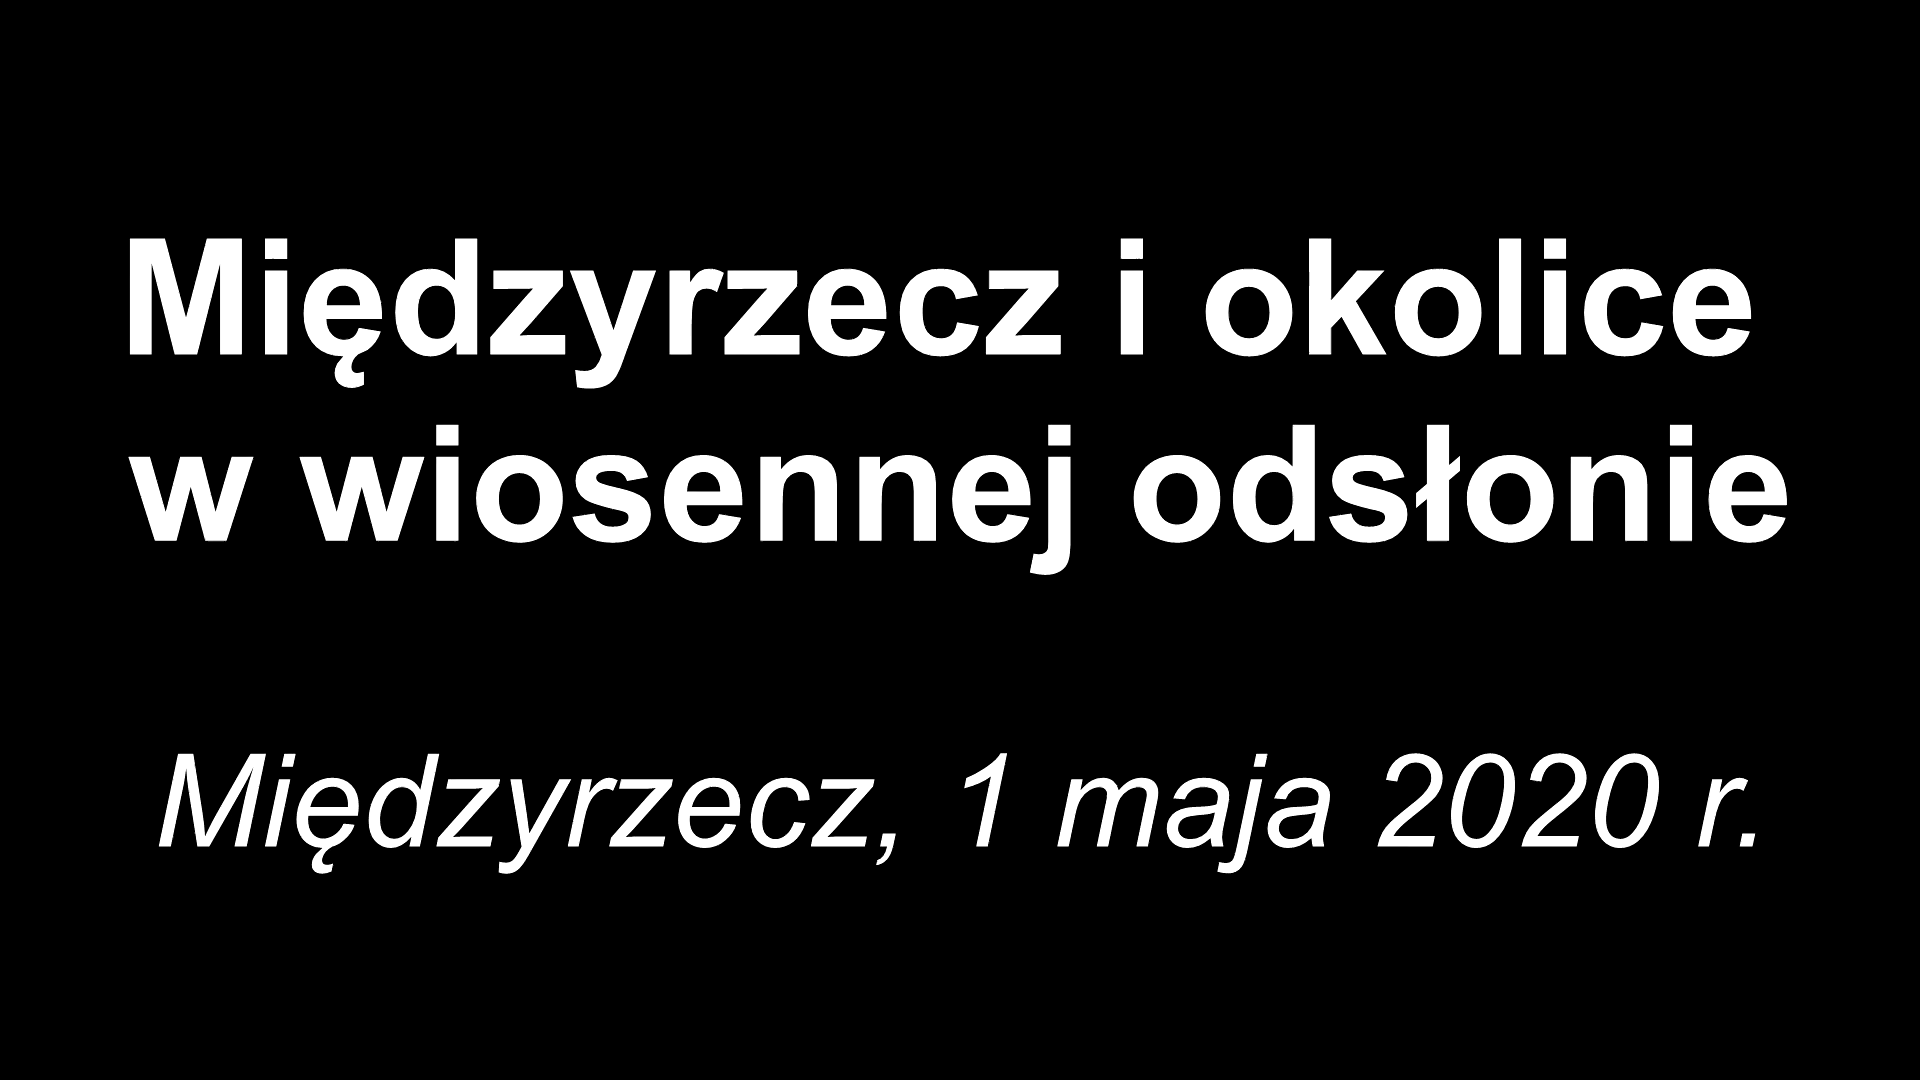 Międzyrzecz i okolice
w wiosennej odsłonie
Międzyrzecz, 1 maja 2020 r.